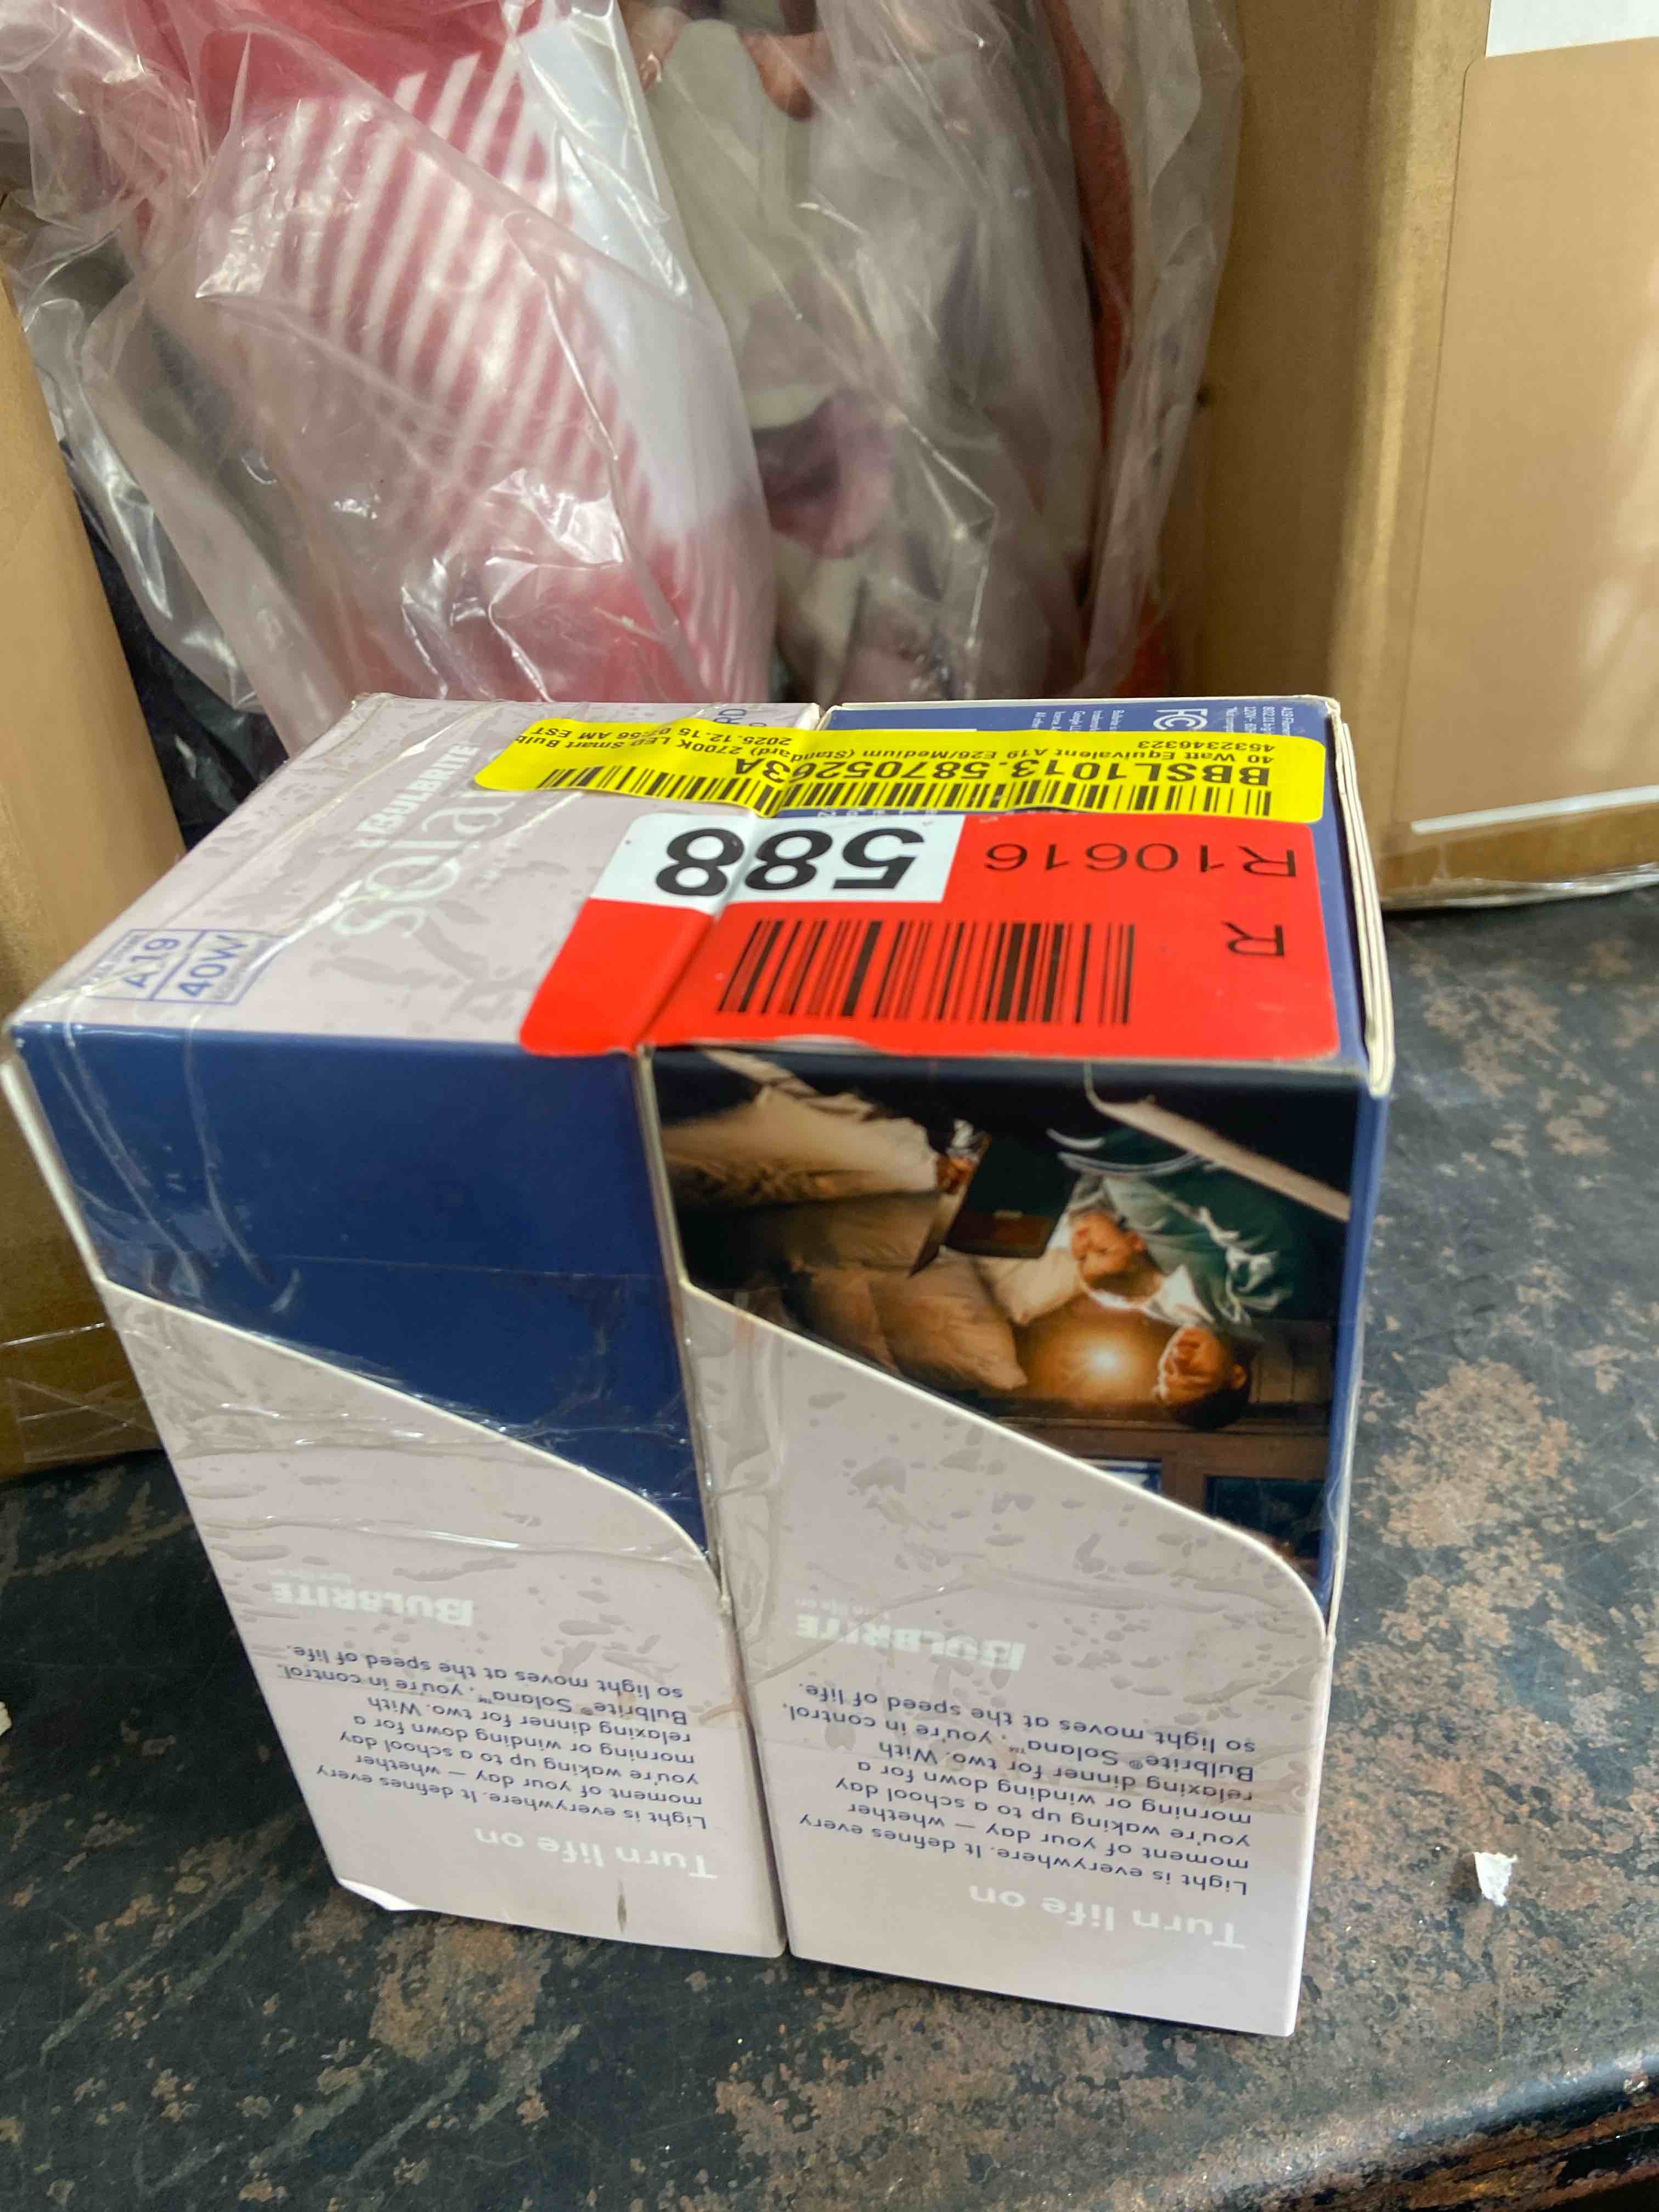 BBSL1013.58705263A
40 Watt Equivalent A19 E26/Medium (Standard) 2700K LED Smart Bulb
4532346323
2025.12.15 07:56 AM EST
R10616
588
R
BULBRITE
solana
A19
40W
FC
Turn life on
Light is everywhere. It defines every
moment of your day — whether
you're waking up to a school day
morning or winding down for a
relaxing dinner for two. With
Bulbrite® Solana™, you're in control,
so light moves at the speed of life.
BULBRITE
Turn life on
Light is everywhere. It defines every
moment of your day — whether
you're waking up to a school day
morning or winding down for a
relaxing dinner for two. With
Bulbrite® Solana™, you're in control,
so light moves at the speed of life.
BULBRITE